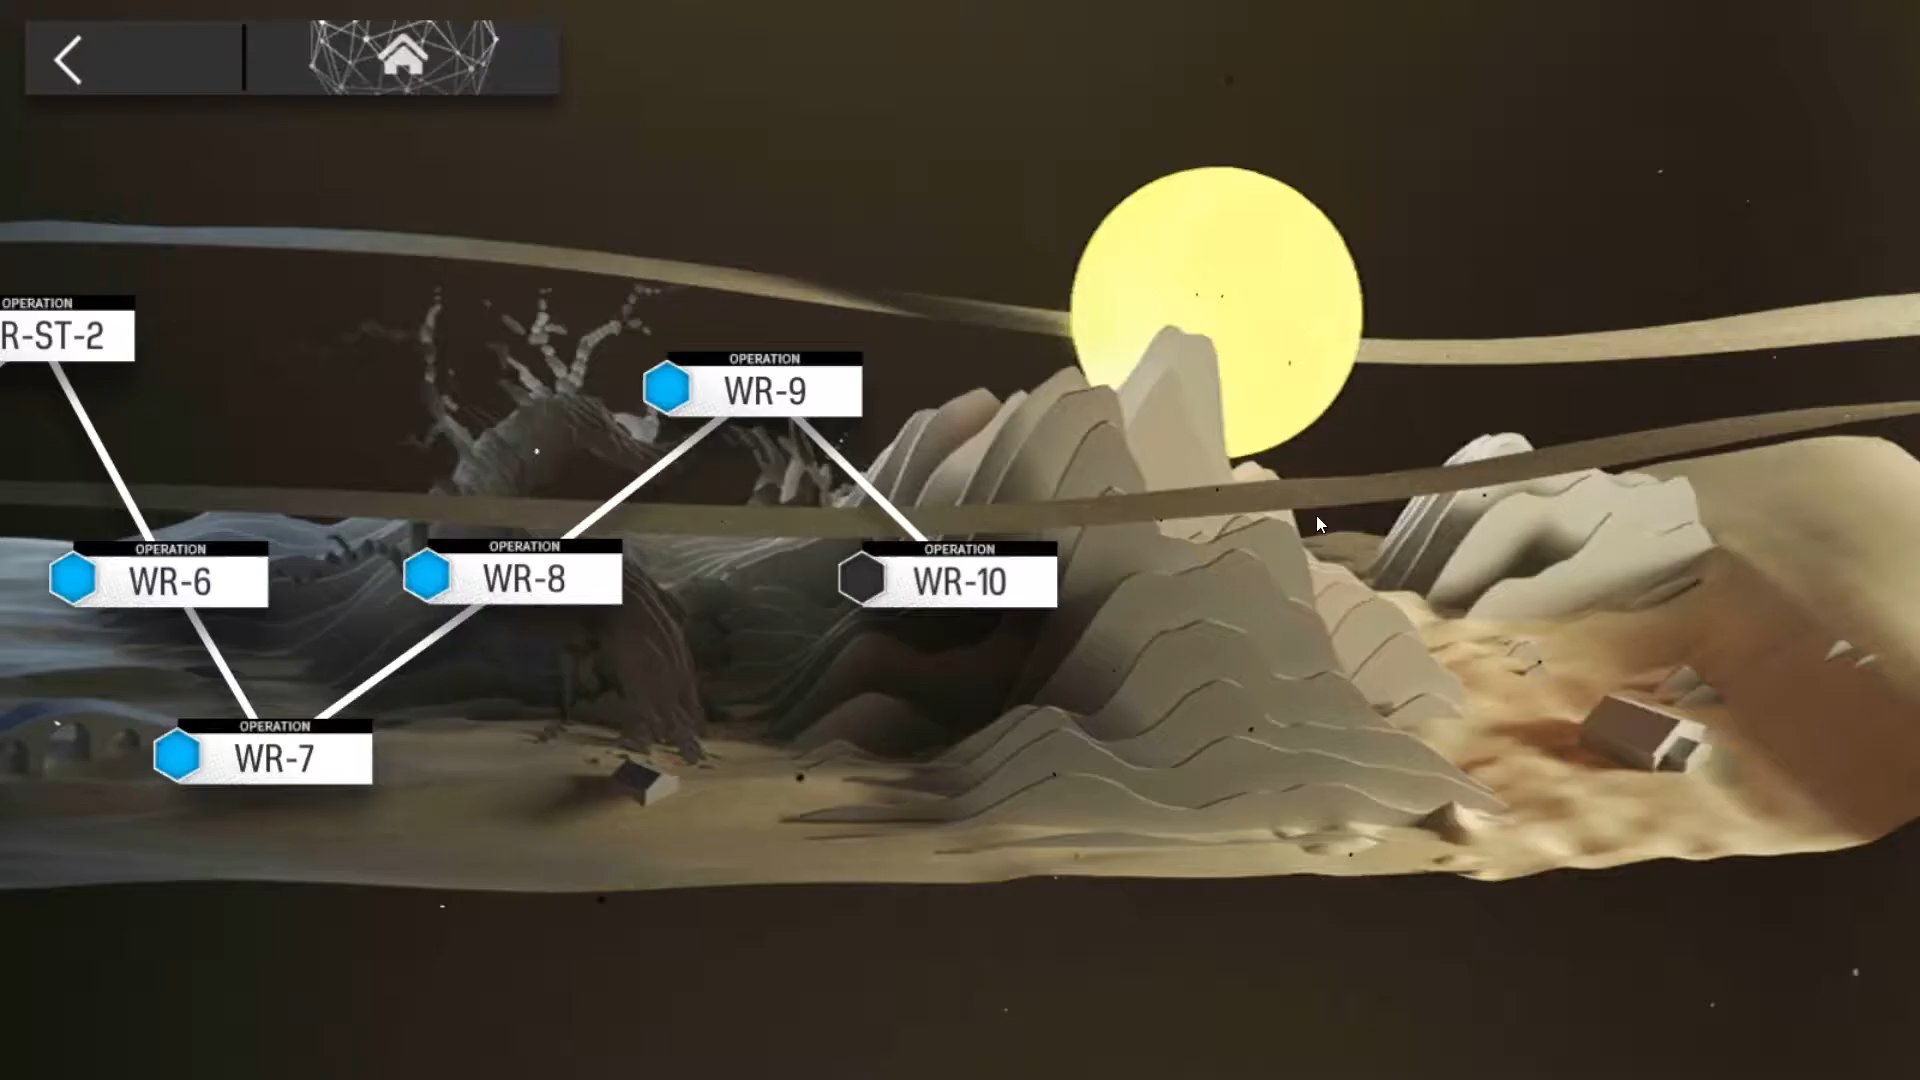 OPERATION
R-ST-2
OPERATION
WR-9
OPERATION
WR-6
OPERATION
WR-8
OPERATION
WR-10
OPERATION
WR-7